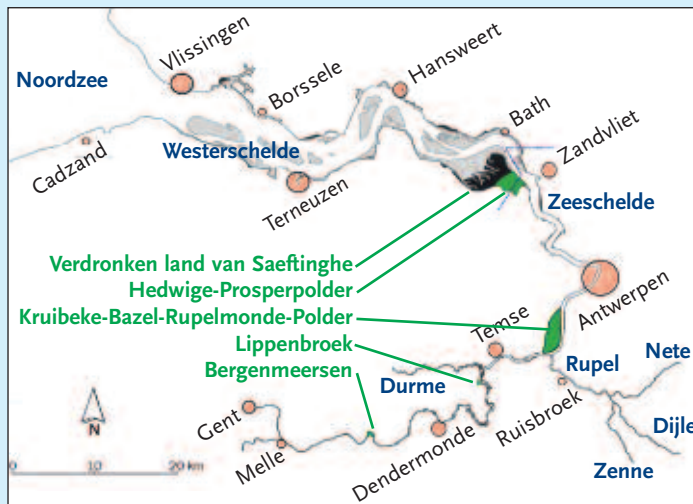 Noordzee
Vlissingen
Borssele
Hansweert
Bath
Zandvliet
Cadzand
Westerschelde
Terneuzen
Zeeschelde
Verdronken land van Saeftinghe
Hedwige-Prosperpolder
Kruibeke-Bazel-Rupelmonde-Polder
Lippenbroek
Bergenmeersen
Antwerpen
Temse
Rupel
Nete
Durme
Ruisbroek
Dijle
Gent
Melle
Dendermonde
Zenne
N
0 10 20 km